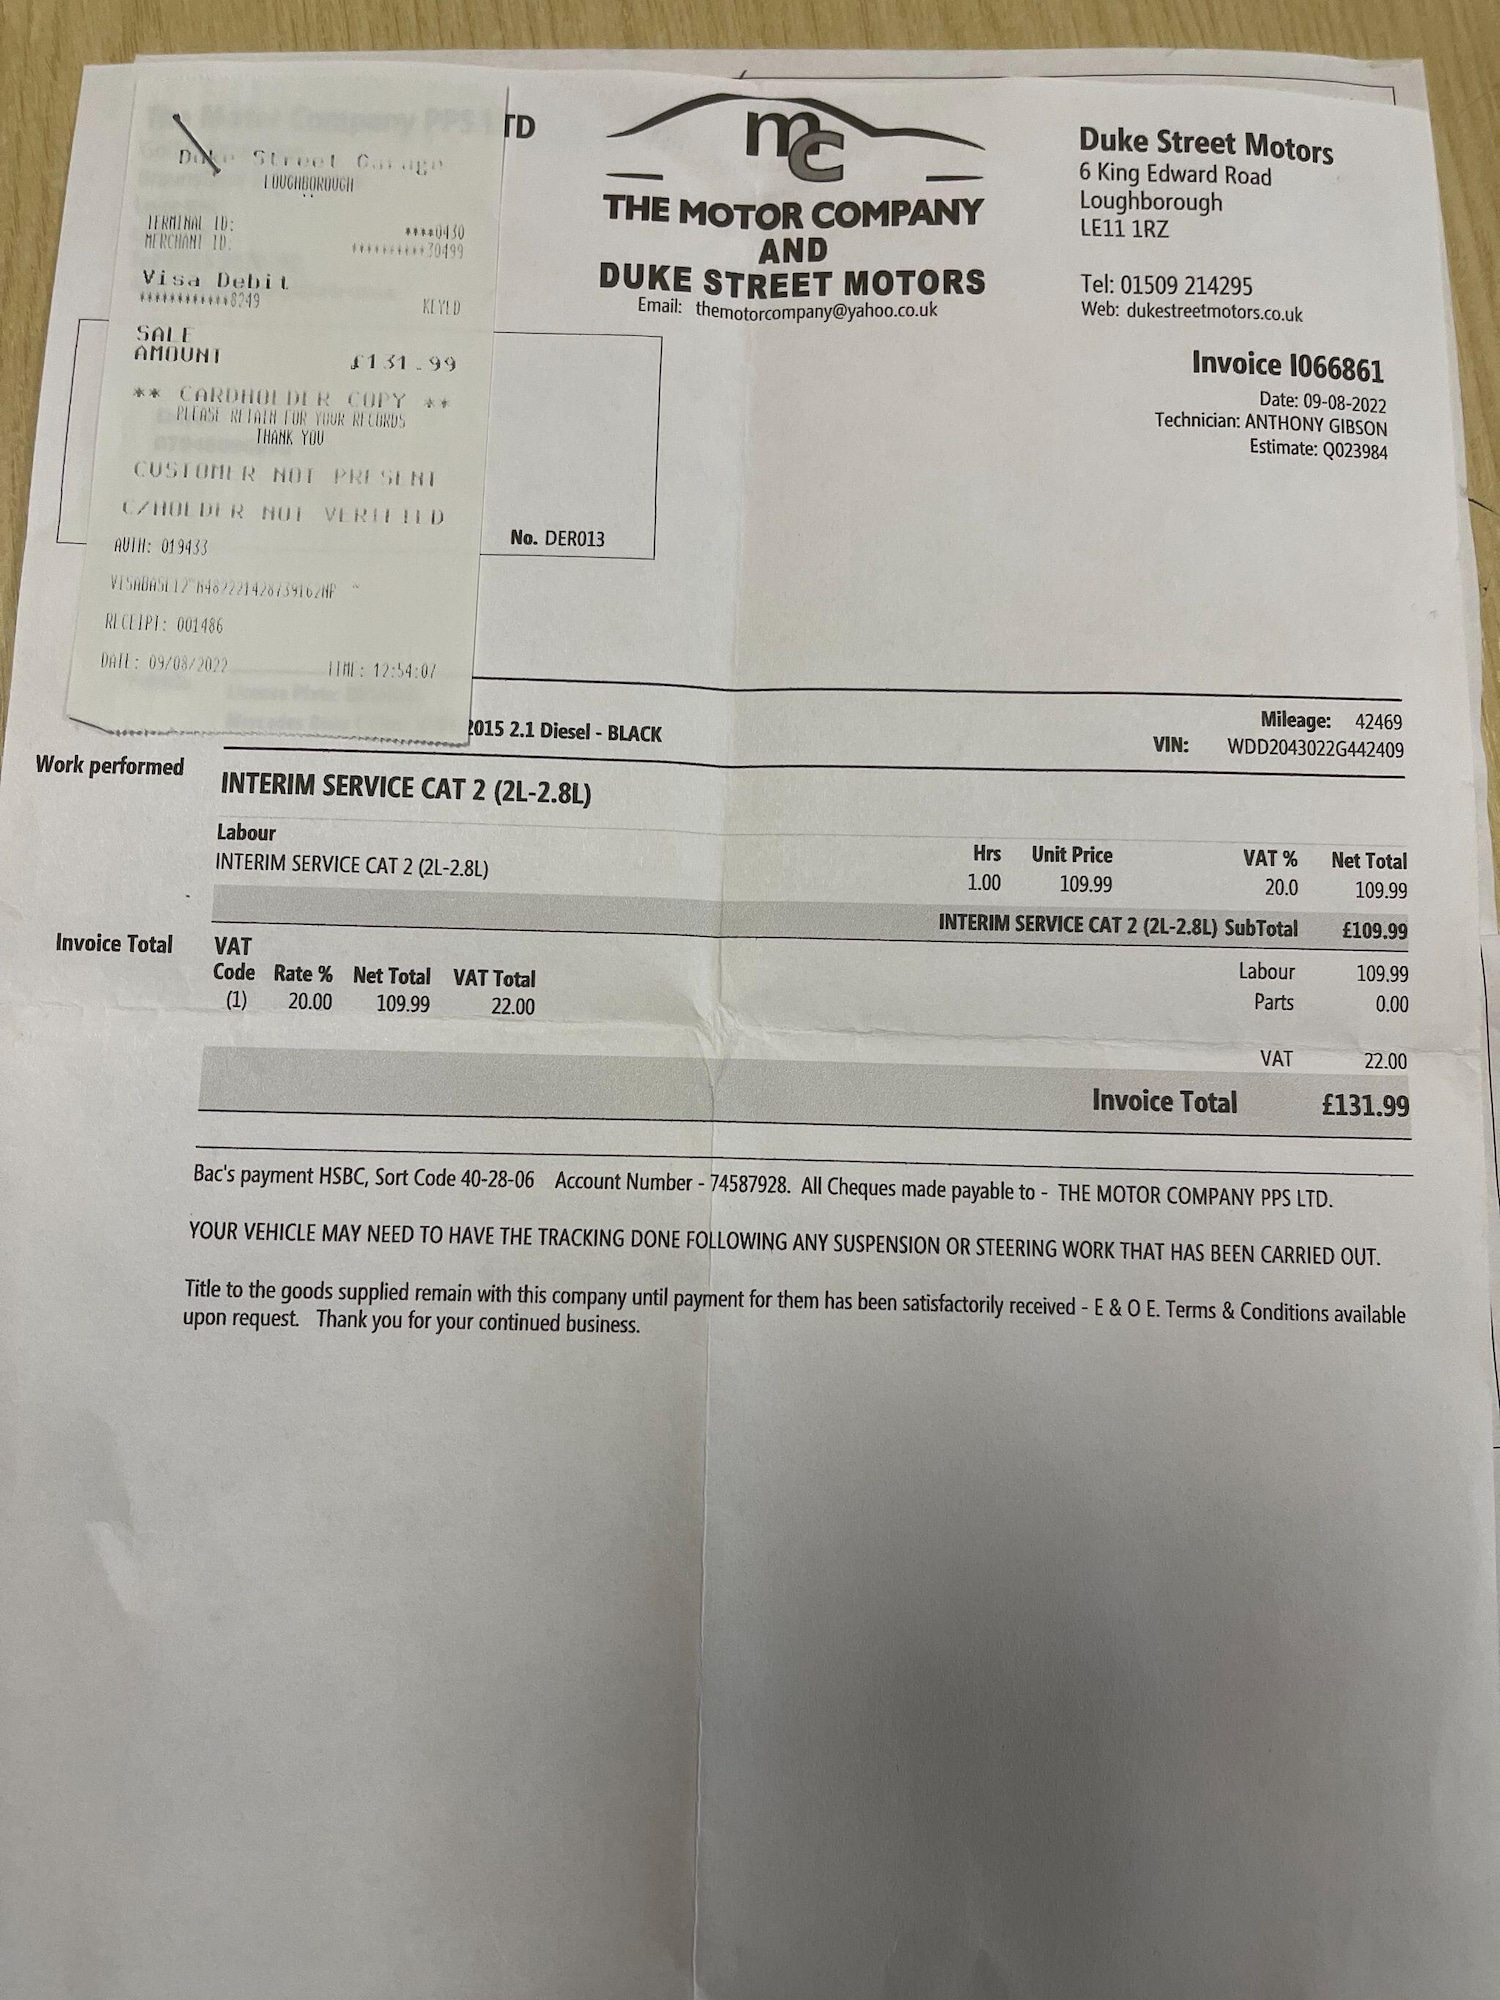 TD
Duke Street Garage
LOUGHBOROUGH
TERMINAL ID: ****0430
MERCHANT ID: **********30499
Visa Debit
************8249 KEYED
SALE
AMOUNT £131.99
** CARDHOLDER COPY **
PLEASE RETAIN FOR YOUR RECORDS
THANK YOU
CUSTOMER NOT PRESENT
C/HOLDER NOT VERIFIED
AUTH: 019433
RECEIPT: 001486
DATE: 09/08/2022 TIME: 12:54:07
mc
THE MOTOR COMPANY
AND
DUKE STREET MOTORS
Email: themotorcompany@yahoo.co.uk
Duke Street Motors
6 King Edward Road
Loughborough
LE11 1RZ
Tel: 01509 214295
Web: dukestreetmotors.co.uk
Invoice I066861
Date: 09-08-2022
Technician: ANTHONY GIBSON
Estimate: Q023984
No. DER013
2015 2.1 Diesel - BLACK
Mileage: 42469
VIN: WDD2043022G442409
Work performed
INTERIM SERVICE CAT 2 (2L-2.8L)
Labour Hrs Unit Price VAT % Net Total
INTERIM SERVICE CAT 2 (2L-2.8L) 1.00 109.99 20.0 109.99
INTERIM SERVICE CAT 2 (2L-2.8L) SubTotal £109.99
Invoice Total
VAT
Code Rate % Net Total VAT Total
(1) 20.00 109.99 22.00
Labour 109.99
Parts 0.00
VAT 22.00
Invoice Total £131.99
Bac's payment HSBC, Sort Code 40-28-06 Account Number - 74587928. All Cheques made payable to - THE MOTOR COMPANY PPS LTD.
YOUR VEHICLE MAY NEED TO HAVE THE TRACKING DONE FOLLOWING ANY SUSPENSION OR STEERING WORK THAT HAS BEEN CARRIED OUT.
Title to the goods supplied remain with this company until payment for them has been satisfactorily received - E & O E. Terms & Conditions available
upon request. Thank you for your continued business.